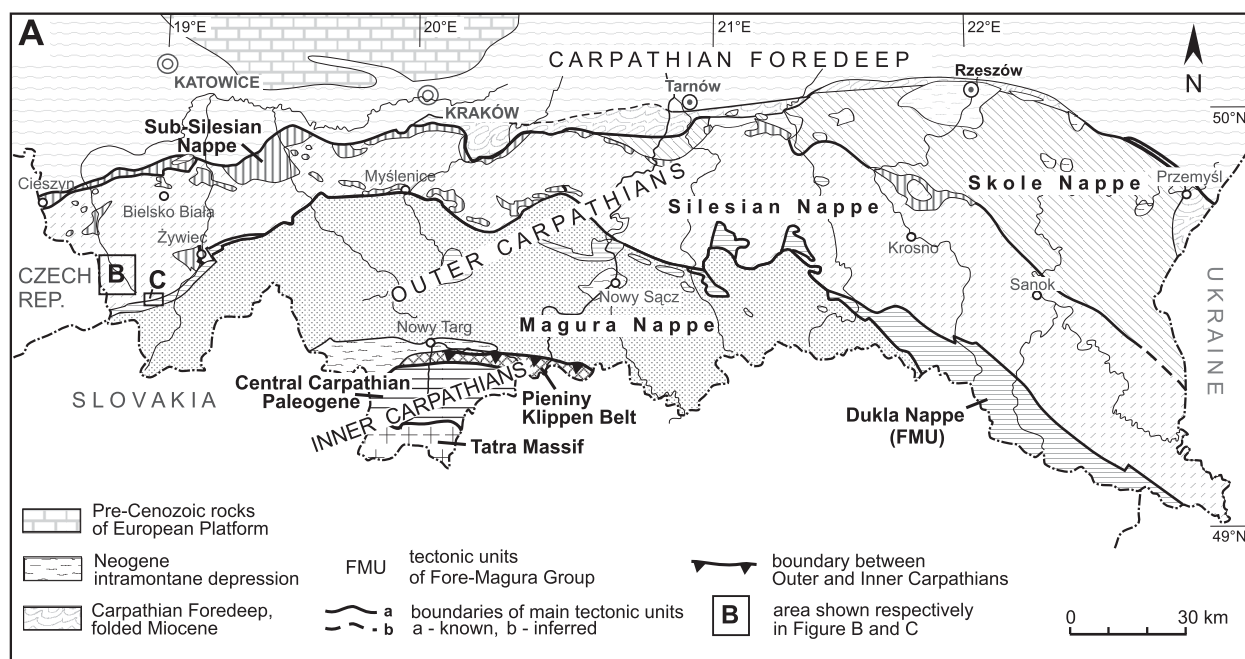 A
19°E
20°E
21°E
22°E
CARPATHIAN FOREDEEP
N
KATOWICE
KRAKÓW
Tarnów
Rzeszów
50°N
Sub-Silesian
Nappe
Cieszyn
Bielsko Biała
Myślenice
Żywiec
OUTER CARPATHIANS
Silesian Nappe
Skole Nappe
Przemyśl
Krosno
Sanok
CZECH
REP.
B
C
Nowy Sącz
Magura Nappe
Nowy Targ
UKRAINE
SLOVAKIA
Central Carpathian
Paleogene
INNER CARPATHIANS
Pieniny
Klippen Belt
Tatra Massif
Dukla Nappe
(FMU)
49°N
Pre-Cenozoic rocks
of European Platform
Neogene
intramontane depression
Carpathian Foredeep,
folded Miocene
FMU tectonic units
of Fore-Magura Group
a boundaries of main tectonic units
b a - known, b - inferred
boundary between
Outer and Inner Carpathians
B area shown respectively
in Figure B and C
0 30 km